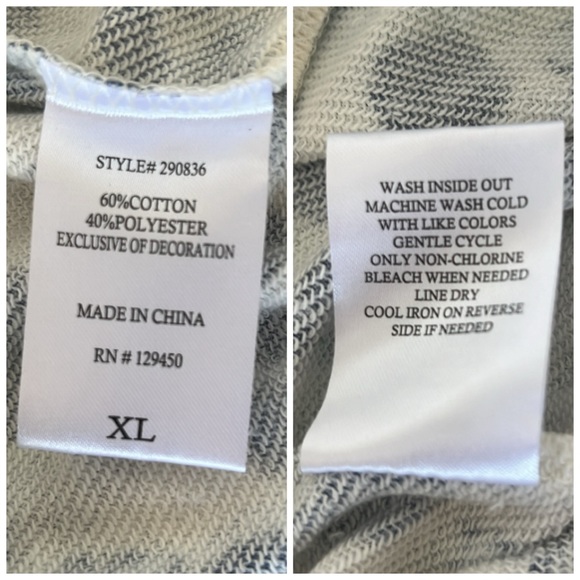 STYLE# 290836
60%COTTON
40%POLYESTER
EXCLUSIVE OF DECORATION
MADE IN CHINA
RN # 129450
XL
WASH INSIDE OUT
MACHINE WASH COLD
WITH LIKE COLORS
GENTLE CYCLE
ONLY NON-CHLORINE
BLEACH WHEN NEEDED
LINE DRY
COOL IRON ON REVERSE
SIDE IF NEEDED